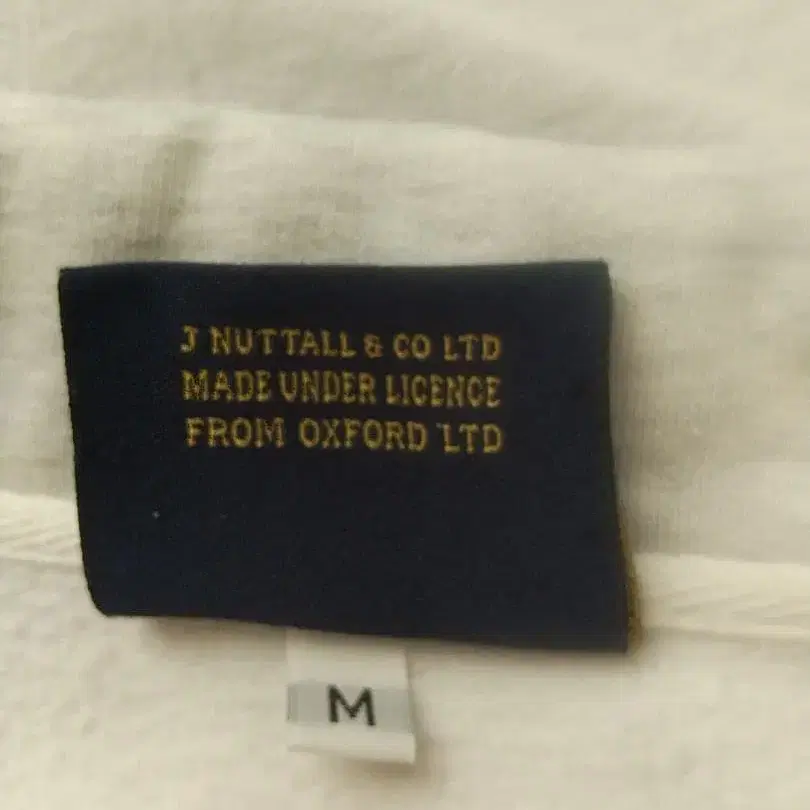 J NUTTALL & CO LTD
MADE UNDER LICENCE
FROM OXFORD LTD
M